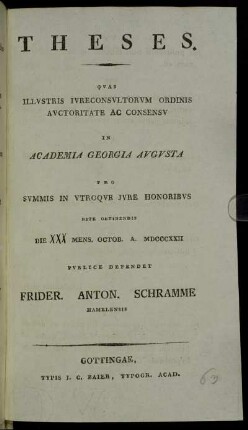 THESES.
QVAS
ILLVSTRIS IVRECONSVLTORVM ORDINIS
AVCTORITATE AC CONSENSV
IN
ACADEMIA GEORGIA AVGVSTA
PRO
SVMMIS IN VTROQVE IVRE HONORIBVS
RITE OBTINENDIS
DIE XXX MENS. OCTOB. A. MDCCCXXII
PVBLICE DEFENDET
FRIDER. ANTON. SCHRAMME
HAMELENSIS
GOTTINGAE,
TYPIS I. C. BAIER, TYPOGR. ACAD.